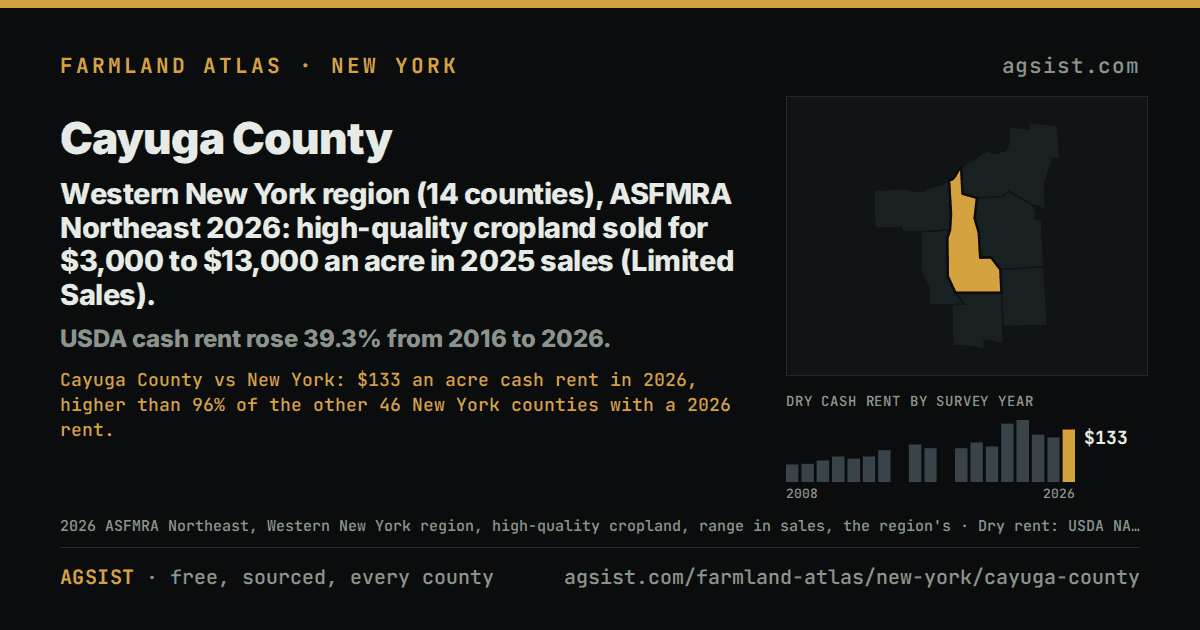 FARMLAND ATLAS · NEW YORK
agsist.com
Cayuga County
Western New York region (14 counties), ASFMRA
Northeast 2026: high-quality cropland sold for
$3,000 to $13,000 an acre in 2025 sales (Limited
Sales).
USDA cash rent rose 39.3% from 2016 to 2026.
Cayuga County vs New York: $133 an acre cash rent in 2026,
higher than 96% of the other 46 New York counties with a 2026
rent.
DRY CASH RENT BY SURVEY YEAR
$133
2008
2026
2026 ASFMRA Northeast, Western New York region, high-quality cropland, range in sales, the region's · Dry rent: USDA NA…
AGSIST · free, sourced, every county
agsist.com/farmland-atlas/new-york/cayuga-county